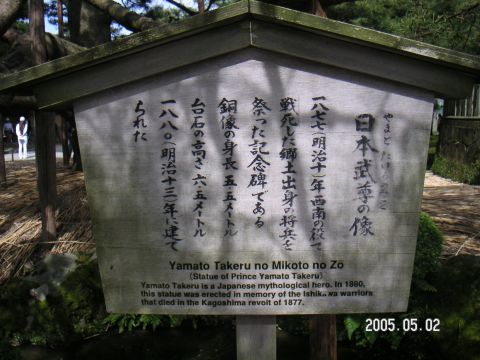 日本武尊の像
やまとたけるのみこと
一八七七(明治十)年西南の役で
戦死した郷土出身の将兵を
祭った記念碑である
銅像の身長 五.五メートル
台石の高さ 六.五メートル
一八八〇(明治十三)年に建て
られた
Yamato Takeru no Mikoto no Zō
(Statue of Prince Yamato Takeru)
Yamato Takeru is a Japanese mythological hero. In 1880,
this statue was erected in memory of the Ishikawa warriors
that died in the Kagoshima revolt of 1877.
2005.05.02